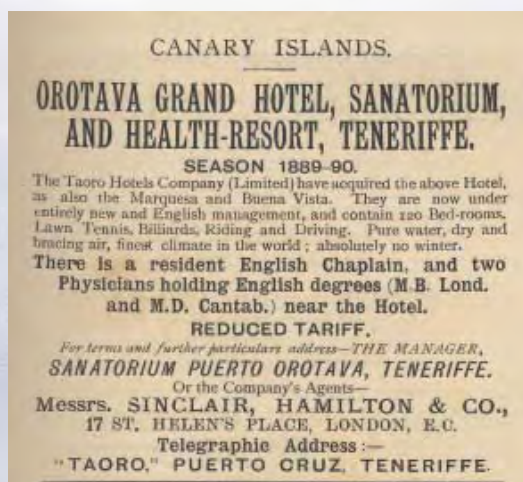 CANARY ISLANDS.
OROTAVA GRAND HOTEL, SANATORIUM,
AND HEALTH-RESORT, TENERIFFE.
SEASON 1889-90.
The Taoro Hotels Company (Limited) have acquired the above Hotel,
as also the Marquesa and Buena Vista. They are now under
entirely new and English management, and contain 120 Bed-rooms.
Lawn Tennis, Billiards, Riding and Driving. Pure water, dry and
bracing air, finest climate in the world; absolutely no winter.
There is a resident English Chaplain, and two
Physicians holding English degrees (M.B. Lond.
and M.D. Cantab.) near the Hotel.
REDUCED TARIFF.
For terms and further particulars address—THE MANAGER,
SANATORIUM PUERTO OROTAVA, TENERIFFE.
Or the Company's Agents—
Messrs. SINCLAIR, HAMILTON & CO.,
17 ST. HELEN'S PLACE, LONDON, E.C.
Telegraphic Address:—
"TAORO," PUERTO CRUZ, TENERIFFE.